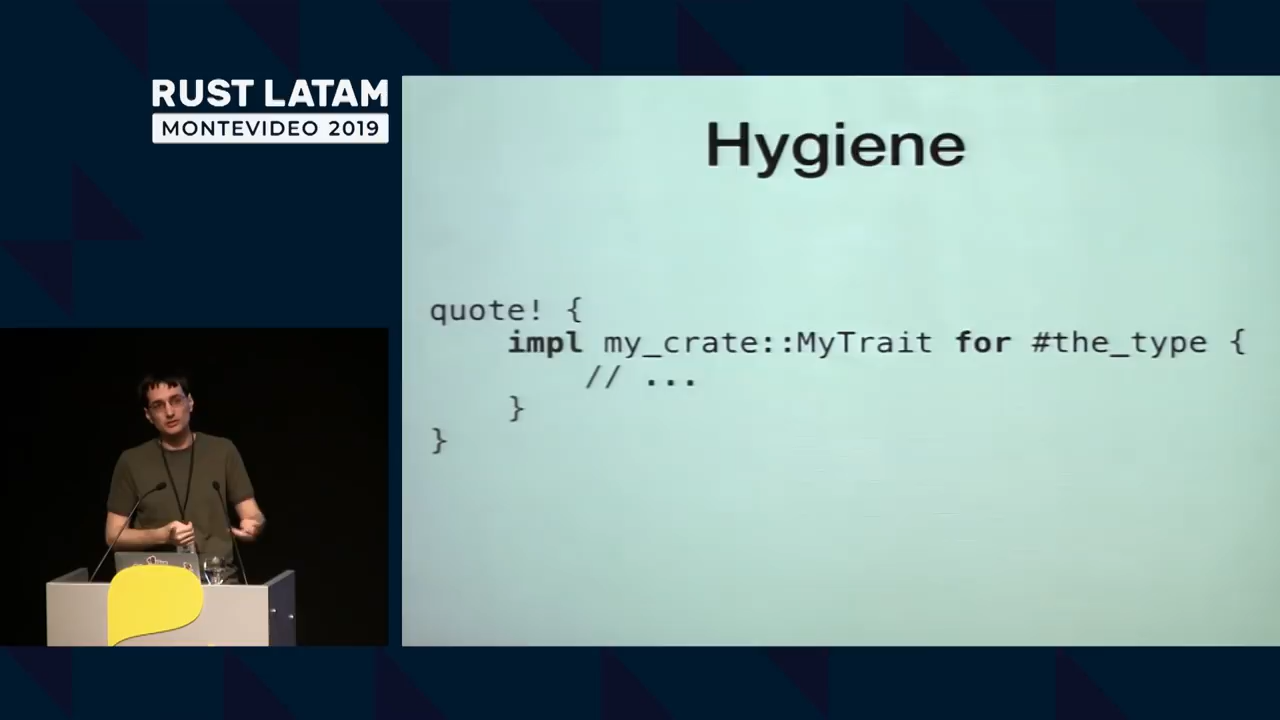 RUST LATAM
MONTEVIDEO 2019
Hygiene
quote! {
    impl my_crate::MyTrait for #the_type {
        // ...
    }
}